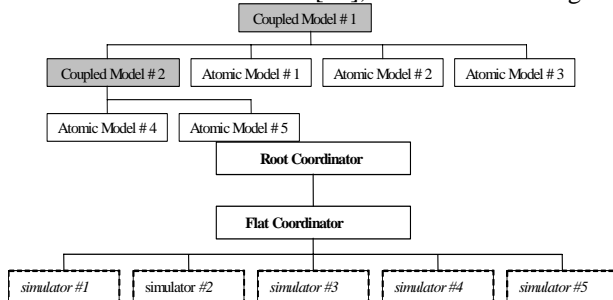 Coupled Model # 1
Coupled Model # 2
Atomic Model # 1
Atomic Model # 2
Atomic Model # 3
Atomic Model # 4
Atomic Model # 5
Root Coordinator
Flat Coordinator
simulator #1
simulator #2
simulator #3
simulator #4
simulator #5